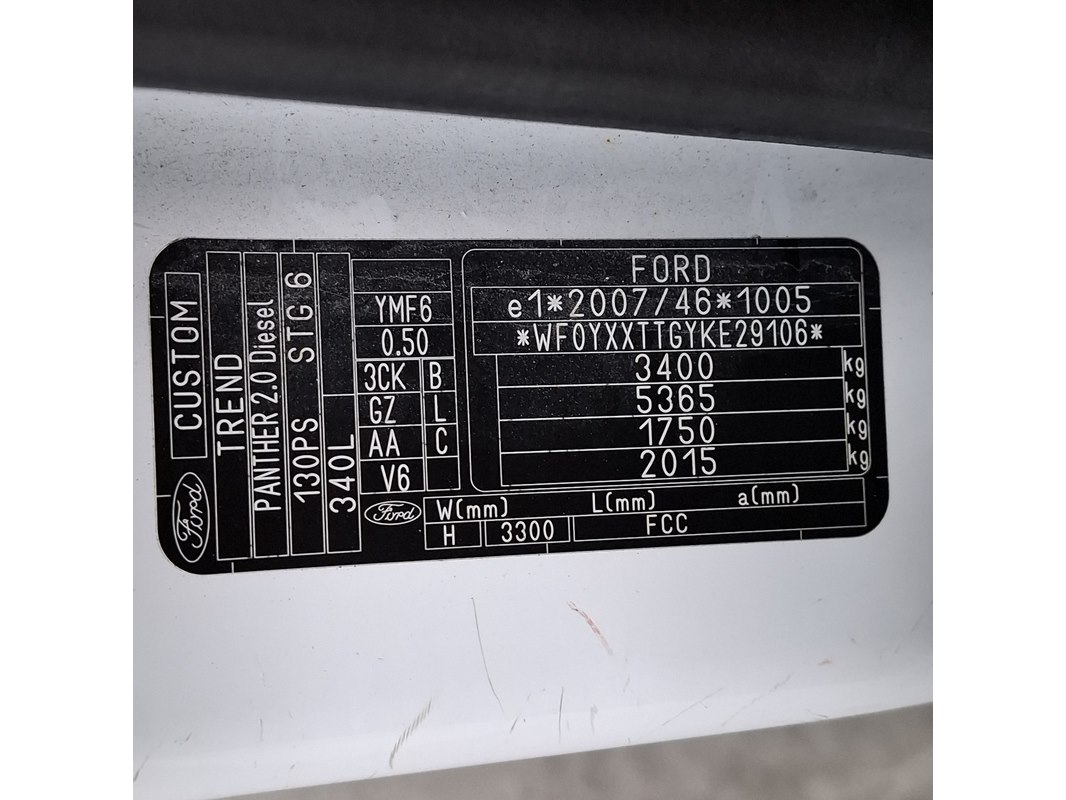 Ford
CUSTOM
TREND
PANTHER 2.0 Diesel
130PS STG 6
340L
YMF6
0.50
3CK B
GZ L
AA C
V6
Ford
FORD
e1*2007/46*1005
*WF0YXXTTGYKE29106*
3400 kg
5365 kg
1750 kg
2015 kg
W(mm) L(mm) a(mm)
H 3300 FCC